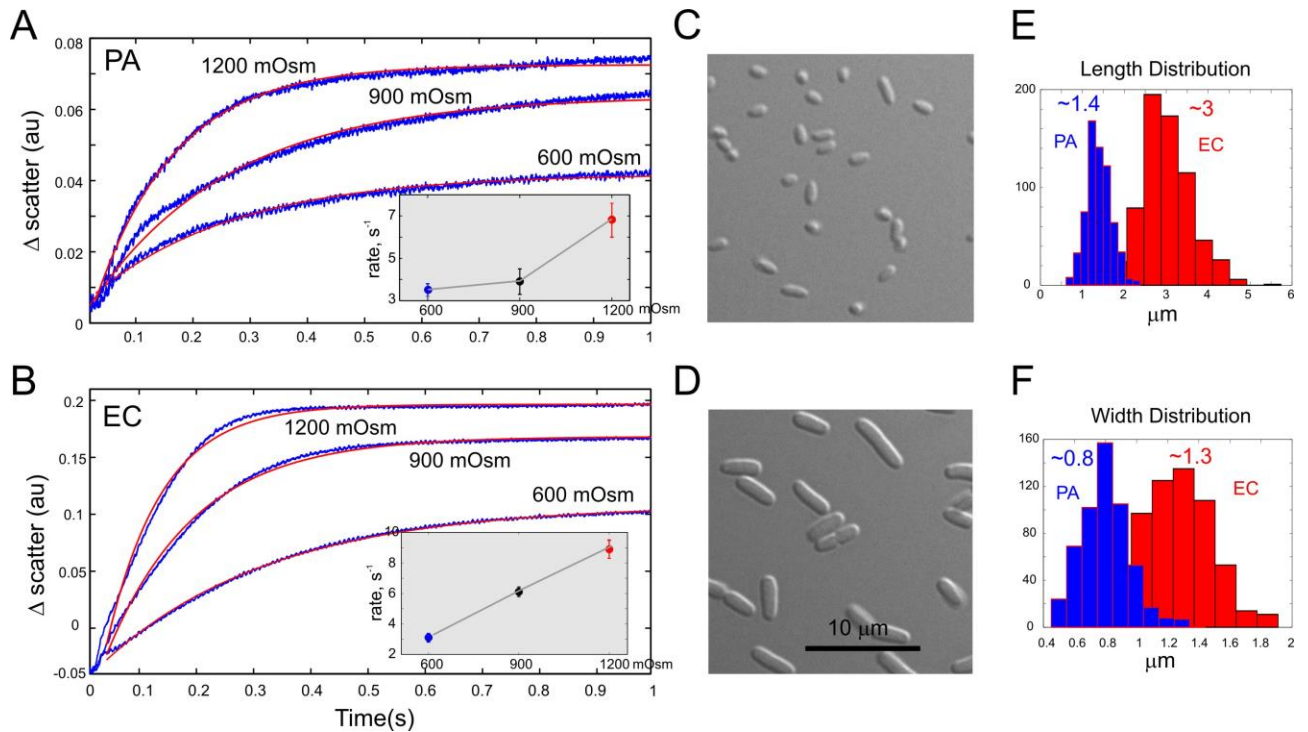 A
PA
0.08
0.06
0.04
0.02
0
Δ scatter (au)
1200 mOsm
900 mOsm
600 mOsm
7
6
5
4
3
rate, s⁻¹
600
900
1200 mOsm
0.1
0.2
0.3
0.4
0.5
0.6
0.7
0.8
0.9
1
B
EC
0.2
0.15
0.1
0.05
0
-0.05
Δ scatter (au)
1200 mOsm
900 mOsm
600 mOsm
10
8
6
4
2
rate, s⁻¹
600
900
1200 mOsm
0
0.1
0.2
0.3
0.4
0.5
0.6
0.7
0.8
0.9
1
Time(s)
C
D
10 μm
E
Length Distribution
200
100
0
~1.4
PA
~3
EC
0
1
2
3
4
5
6
μm
F
Width Distribution
160
120
80
40
0
~0.8
PA
~1.3
EC
0.4
0.6
0.8
1
1.2
1.4
1.6
1.8
2
μm